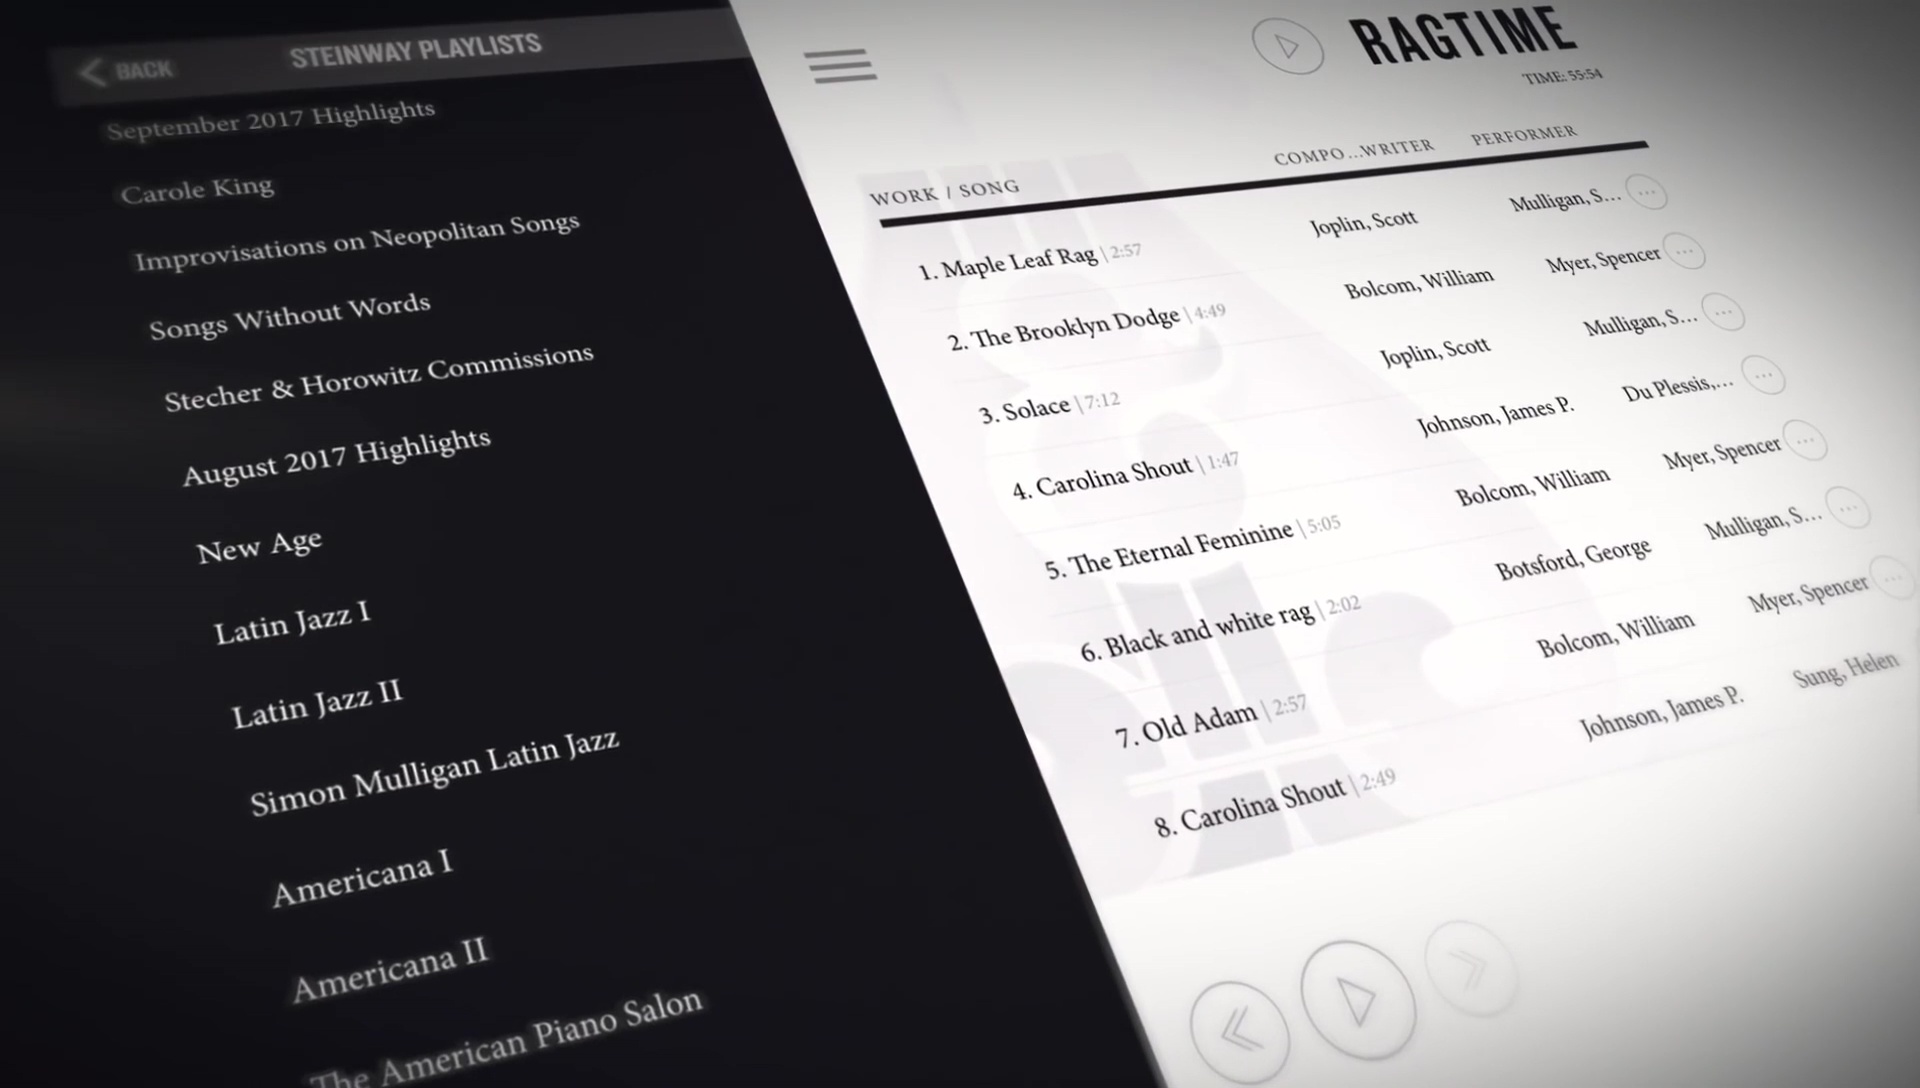 BACK
STEINWAY PLAYLISTS
September 2017 Highlights
Carole King
Improvisations on Neopolitan Songs
Songs Without Words
Stecher & Horowitz Commissions
August 2017 Highlights
New Age
Latin Jazz I
Latin Jazz II
Simon Mulligan Latin Jazz
Americana I
Americana II
The American Piano Salon
RAGTIME
TIME: 55:54
WORK / SONG COMPO...WRITER PERFORMER
1. Maple Leaf Rag | 2:57 Joplin, Scott Mulligan, S...
2. The Brooklyn Dodge | 4:49 Bolcom, William Myer, Spencer
3. Solace | 7:12 Joplin, Scott Mulligan, S...
4. Carolina Shout | 1:47 Johnson, James P. Du Plessis,...
5. The Eternal Feminine | 5:05 Bolcom, William Myer, Spencer
6. Black and white rag | 2:02 Botsford, George Mulligan, S...
7. Old Adam | 2:57 Bolcom, William Myer, Spencer
8. Carolina Shout | 2:49 Johnson, James P. Sung, Helen